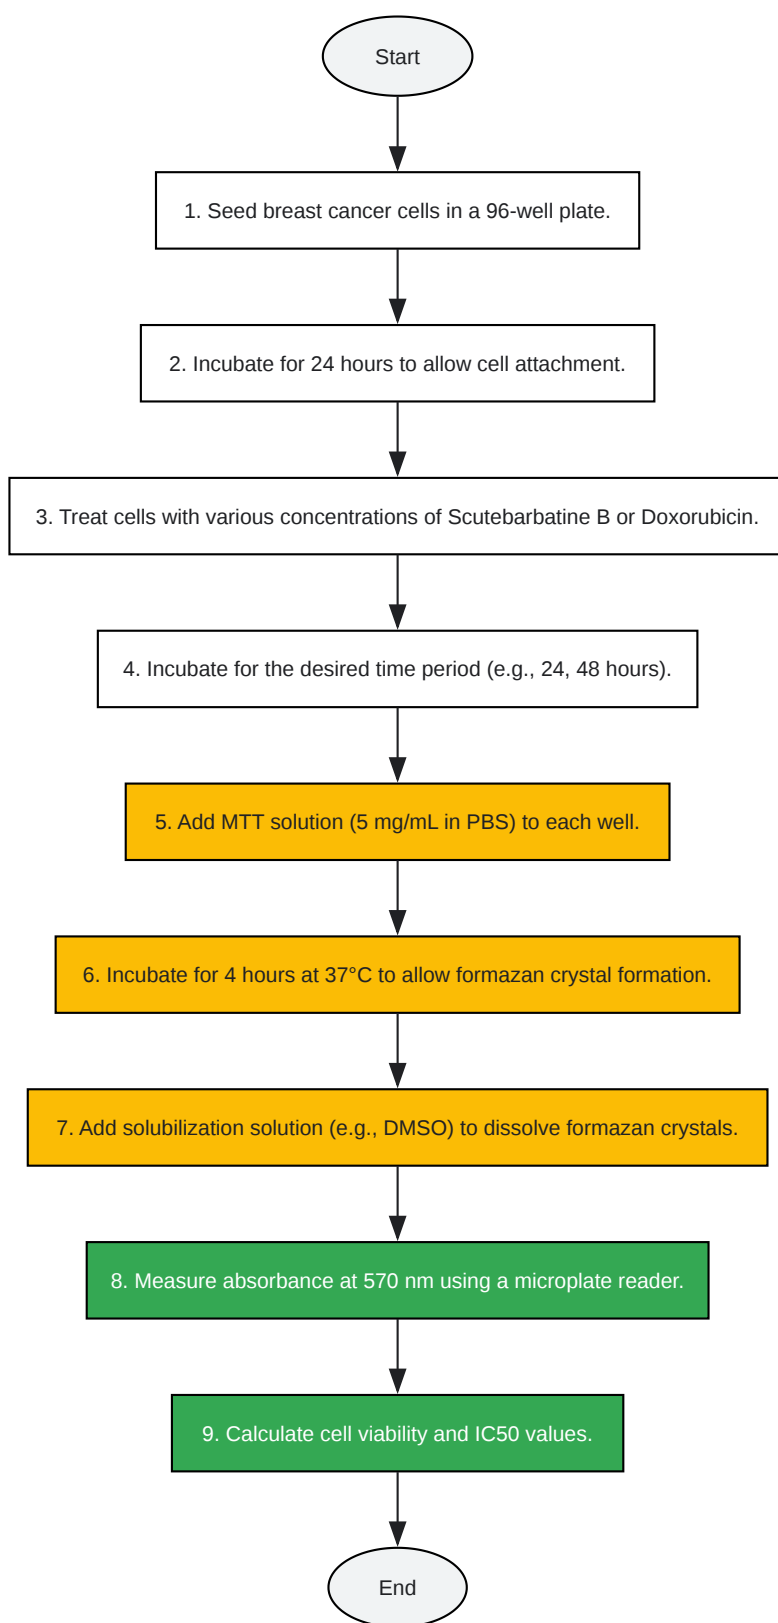 Start
1. Seed breast cancer cells in a 96-well plate.
2. Incubate for 24 hours to allow cell attachment.
3. Treat cells with various concentrations of Scutebarbatine B or Doxorubicin.
4. Incubate for the desired time period (e.g., 24, 48 hours).
5. Add MTT solution (5 mg/mL in PBS) to each well.
6. Incubate for 4 hours at 37°C to allow formazan crystal formation.
7. Add solubilization solution (e.g., DMSO) to dissolve formazan crystals.
8. Measure absorbance at 570 nm using a microplate reader.
9. Calculate cell viability and IC50 values.
End